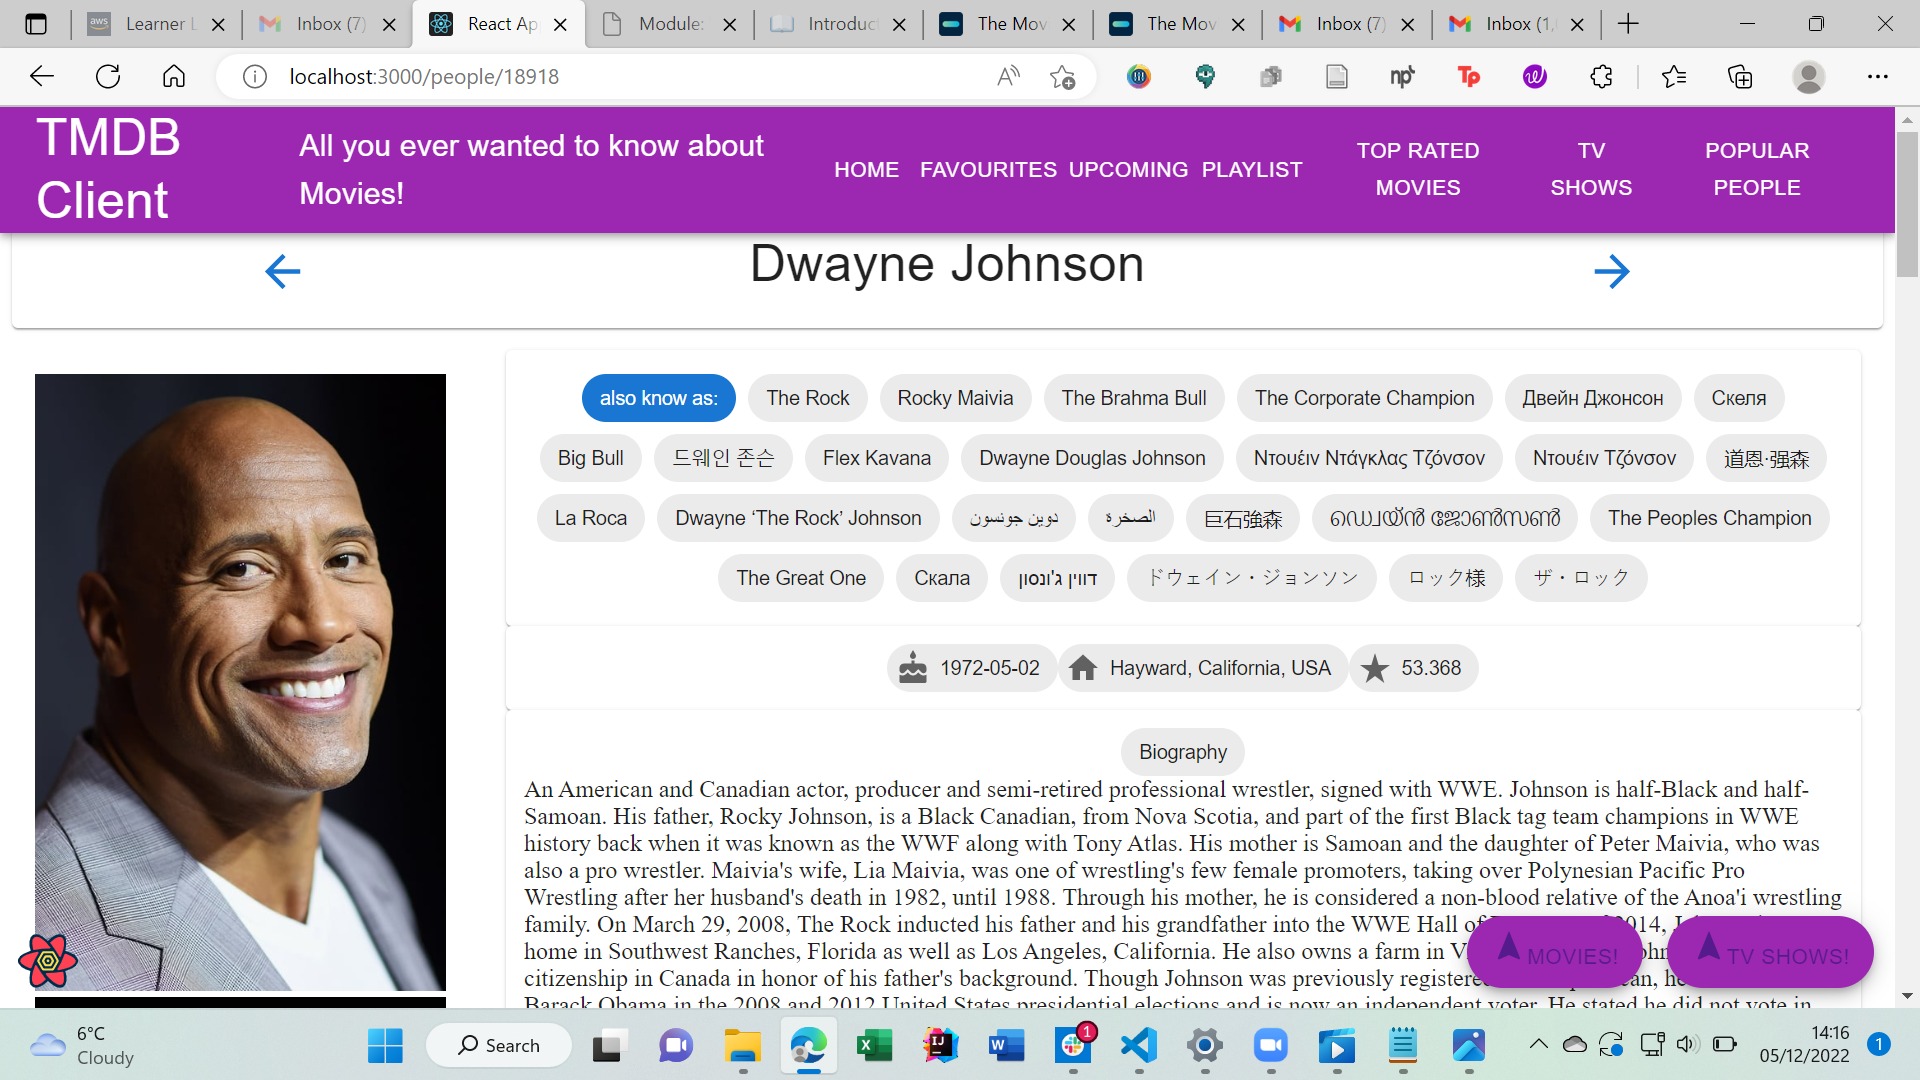 Learner L
Inbox (7)
React Ap
Module:
Introduc
The Mov
The Mov
Inbox (7)
Inbox (1,
localhost:3000/people/18918
TMDB
Client
All you ever wanted to know about
Movies!
HOME FAVOURITES UPCOMING PLAYLIST
TOP RATED
MOVIES
TV
SHOWS
POPULAR
PEOPLE
Dwayne Johnson
also know as: The Rock Rocky Maivia The Brahma Bull The Corporate Champion Двейн Джонсон Скеля
Big Bull 드웨인 존슨 Flex Kavana Dwayne Douglas Johnson Ντουέιν Ντάγκλας Τζόνσον Ντουέιν Τζόνσον 道恩·强森
La Roca Dwayne ‘The Rock’ Johnson دوين جونسون الصخرة 巨石強森 ഡ്വെയ്ൻ ജോൺസൺ The Peoples Champion
The Great One Скала דווין ג'ונסון ドウェイン・ジョンソン ロック様 ザ・ロック
1972-05-02 Hayward, California, USA 53.368
Biography
An American and Canadian actor, producer and semi-retired professional wrestler, signed with WWE. Johnson is half-Black and half-
Samoan. His father, Rocky Johnson, is a Black Canadian, from Nova Scotia, and part of the first Black tag team champions in WWE
history back when it was known as the WWF along with Tony Atlas. His mother is Samoan and the daughter of Peter Maivia, who was
also a pro wrestler. Maivia's wife, Lia Maivia, was one of wrestling's few female promoters, taking over Polynesian Pacific Pro
Wrestling after her husband's death in 1982, until 1988. Through his mother, he is considered a non-blood relative of the Anoa'i wrestling
family. On March 29, 2008, The Rock inducted his father and his grandfather into the WWE Hall of 2014,
home in Southwest Ranches, Florida as well as Los Angeles, California. He also owns a farm in
citizenship in Canada in honor of his father's background. Though Johnson was previously registered he
Barack Obama in the 2008 and 2012 United States presidential elections and is now an independent voter. He stated he did not vote in
MOVIES!
TV SHOWS!
6°C
Cloudy
Search
1
14:16
05/12/2022
1